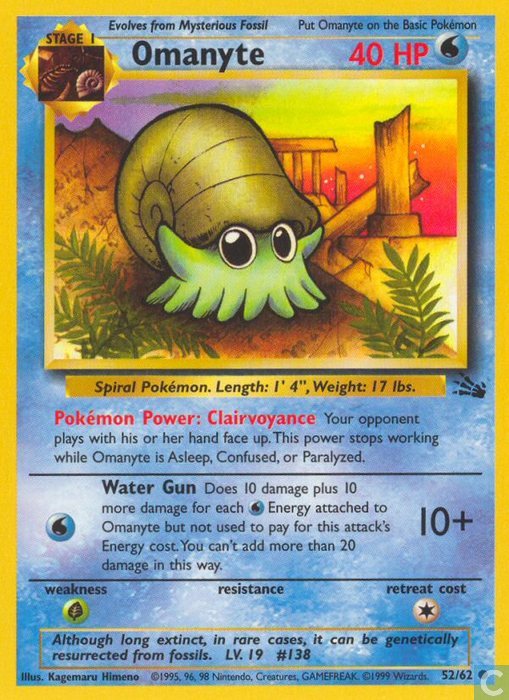 Evolves from Mysterious Fossil Put Omanyte on the Basic Pokémon
STAGE 1
Omanyte 40 HP
Spiral Pokémon. Length: 1' 4", Weight: 17 lbs.
Pokémon Power: Clairvoyance Your opponent
plays with his or her hand face up. This power stops working
while Omanyte is Asleep, Confused, or Paralyzed.
Water Gun Does 10 damage plus 10
more damage for each Energy attached to
Omanyte but not used to pay for this attack's
Energy cost. You can't add more than 20
damage in this way.
10+
weakness resistance retreat cost
Although long extinct, in rare cases, it can be genetically
resurrected from fossils. LV. 19 #138
Illus. Kagemaru Himeno ©1995, 96, 98 Nintendo, Creatures, GAMEFREAK. ©1999 Wizards. 52/62
C